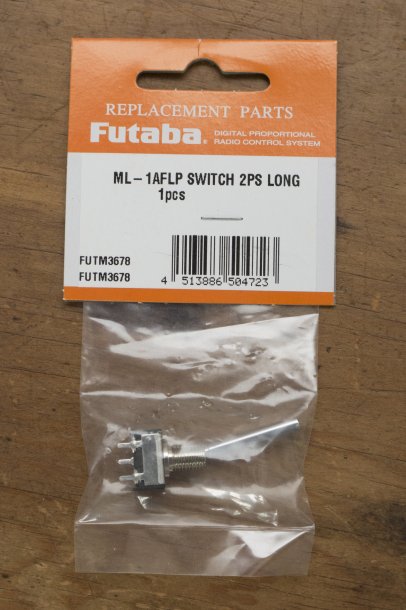 REPLACEMENT PARTS
Futaba® DIGITAL PROPORTIONAL
RADIO CONTROL SYSTEM
ML-1AFLP SWITCH 2PS LONG
1pcs
FUTM3678
FUTM3678
4 513886 504723